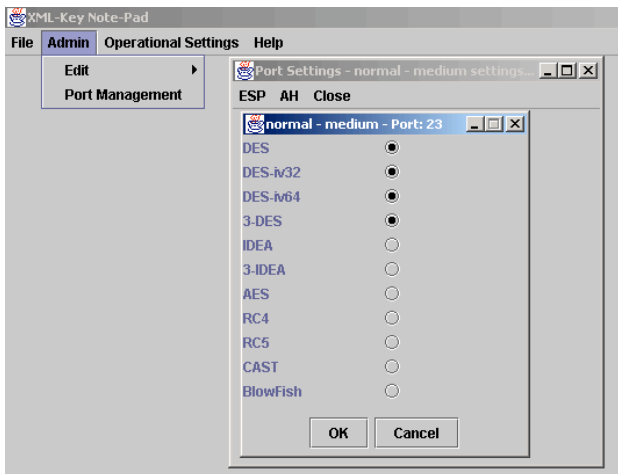 XML-Key Note-Pad
File Admin Operational Settings Help
Edit
Port Management
Port Settings - normal - medium settings...
ESP AH Close
normal - medium - Port: 23
DES
DES-iv32
DES-iv64
3-DES
IDEA
3-IDEA
AES
RC4
RC5
CAST
BlowFish
OK Cancel